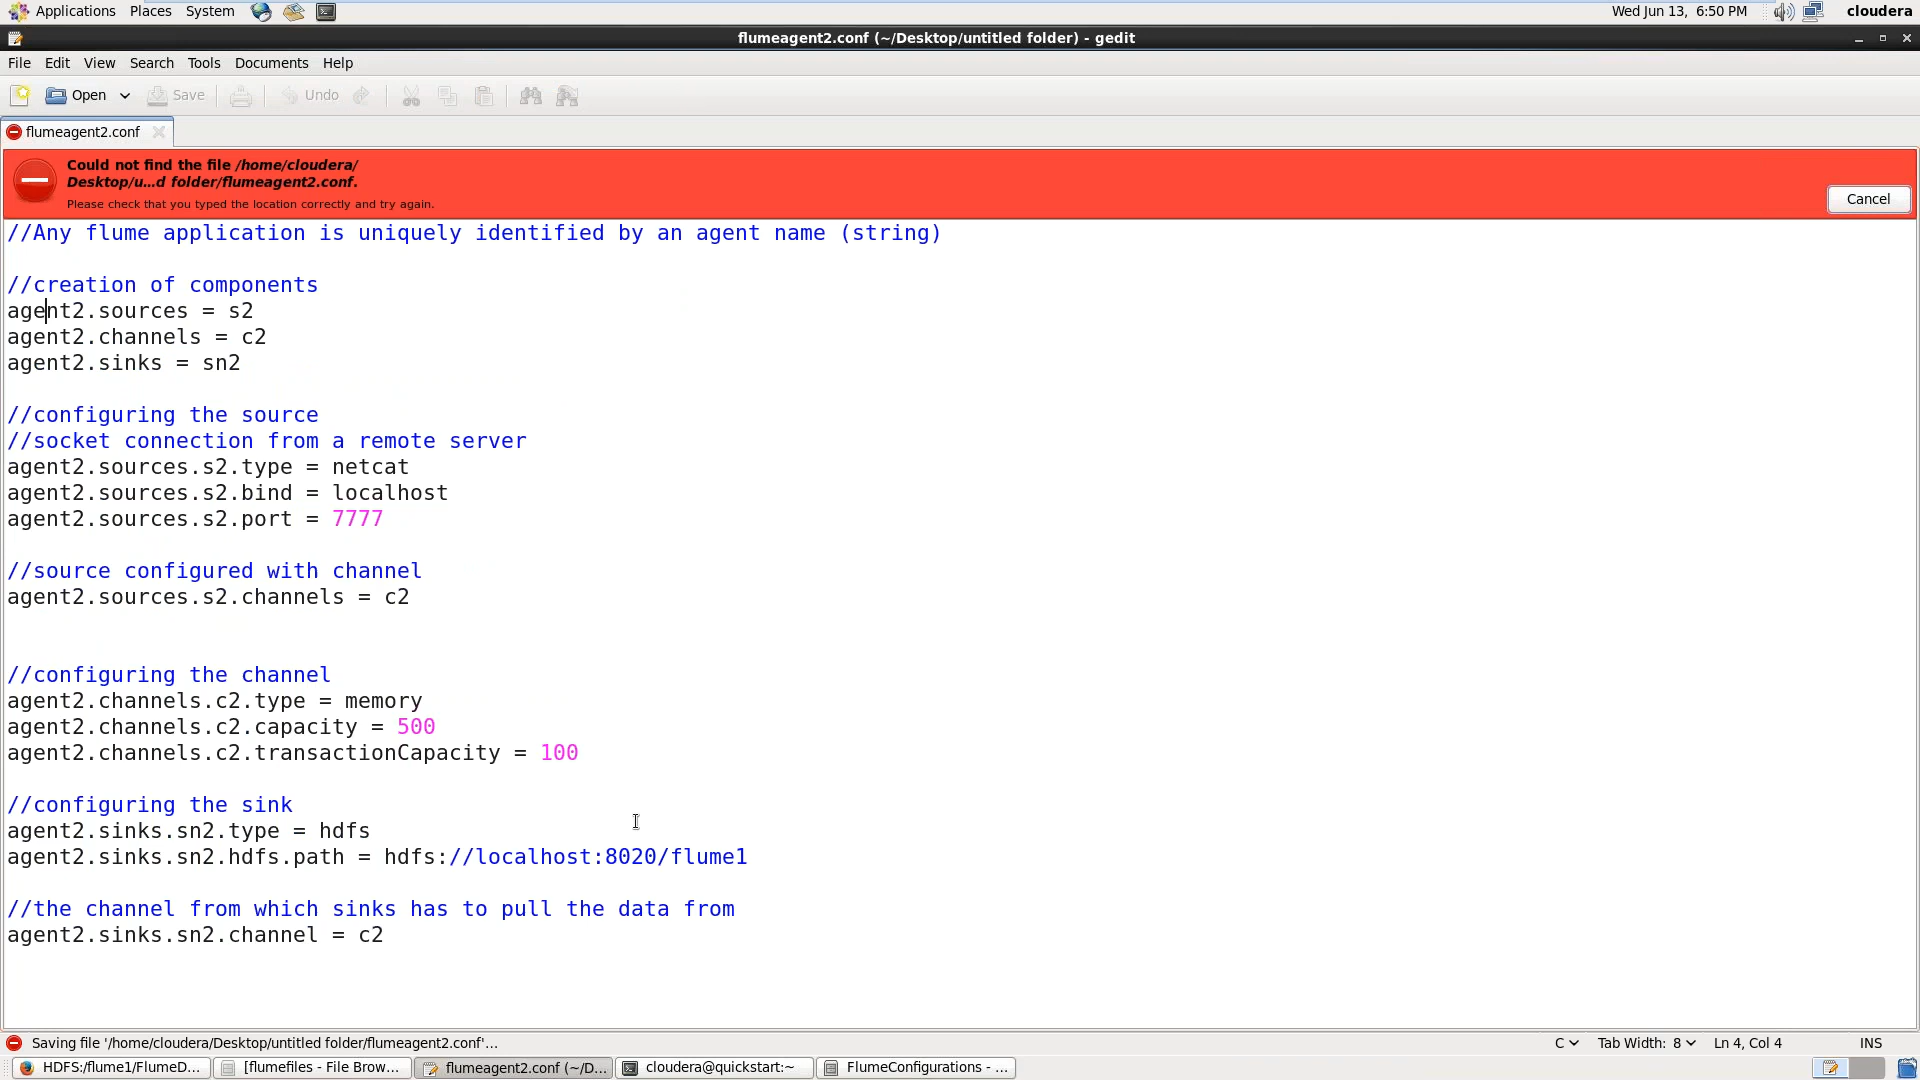 Applications Places System
Wed Jun 13, 6:50 PM cloudera
flumeagent2.conf (~/Desktop/untitled folder) - gedit
File Edit View Search Tools Documents Help
Open Save Undo
flumeagent2.conf
Could not find the file /home/cloudera/
Desktop/u...d folder/flumeagent2.conf.
Please check that you typed the location correctly and try again.
Cancel
//Any flume application is uniquely identified by an agent name (string)
//creation of components
agent2.sources = s2
agent2.channels = c2
agent2.sinks = sn2
//configuring the source
//socket connection from a remote server
agent2.sources.s2.type = netcat
agent2.sources.s2.bind = localhost
agent2.sources.s2.port = 7777
//source configured with channel
agent2.sources.s2.channels = c2
//configuring the channel
agent2.channels.c2.type = memory
agent2.channels.c2.capacity = 500
agent2.channels.c2.transactionCapacity = 100
//configuring the sink
agent2.sinks.sn2.type = hdfs
agent2.sinks.sn2.hdfs.path = hdfs://localhost:8020/flume1
//the channel from which sinks has to pull the data from
agent2.sinks.sn2.channel = c2
Saving file '/home/cloudera/Desktop/untitled folder/flumeagent2.conf'...
C Tab Width: 8 Ln 4, Col 4 INS
HDFS:/flume1/FlumeD... [flumefiles - File Brow... flumeagent2.conf (~/D... cloudera@quickstart:~ FlumeConfigurations - ...